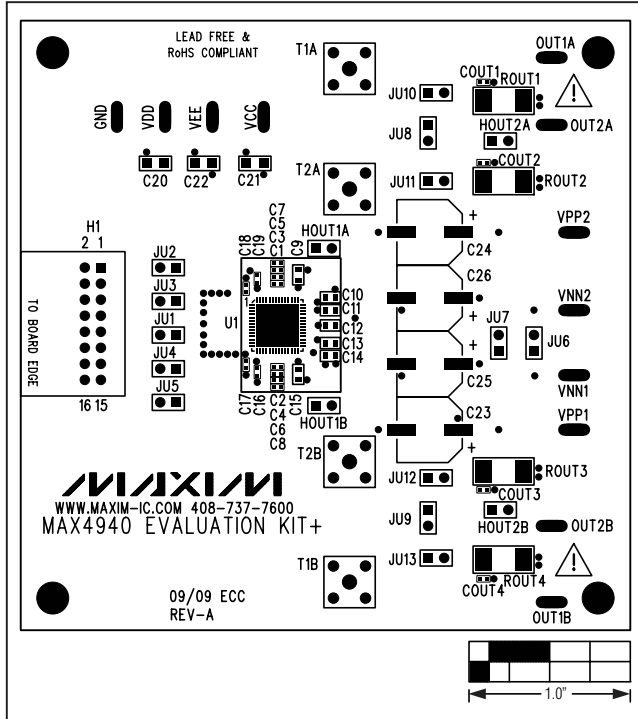 LEAD FREE &
RoHS COMPLIANT
T1A
OUT1A
COUT1
ROUT1
JU10
GND
VDD
VEE
VCC
JU8
HOUT2A
OUT2A
COUT2
C20
C22
C21
T2A
JU11
ROUT2
H1
2 1
C7
C5
C3
C1
HOUT1A
C18
C19
C9
C24
VPP2
JU2
C26
JU3
C10
C11
VNN2
TO BOARD EDGE
1
U1
JU1
C12
JU7
JU6
C13
JU4
C14
C25
JU5
16 15
C17
C16
C2
C4
C6
C8
C15
HOUT1B
C23
VNN1
VPP1
T2B
MAXIM
WWW.MAXIM-IC.COM 408-737-7600
MAX4940 EVALUATION KIT+
JU12
ROUT3
COUT3
JU9
HOUT2B
OUT2B
T1B
JU13
ROUT4
COUT4
OUT1B
09/09 ECC
REV-A
1.0"